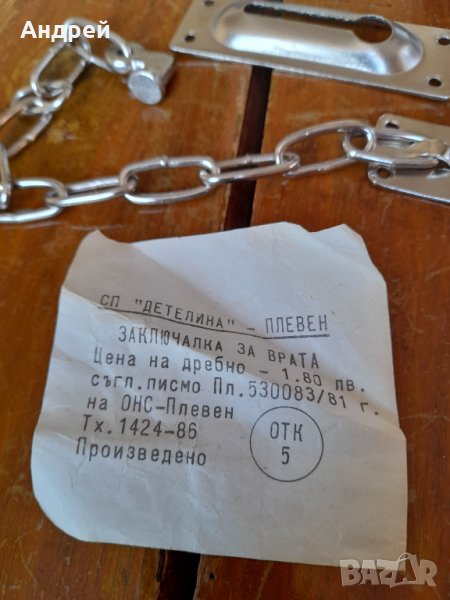 Андрей
СП "ДЕТЕЛИНА" - ПЛЕВЕН
ЗАКЛЮЧАЛКА ЗА ВРАТА
Цена на дребно - 1.80 лв.
съгл.писмо Пл.530083/81 г.
на ОНС-Плевен
Тх.1424-86
Произведено
ОТК
5
BAZAR